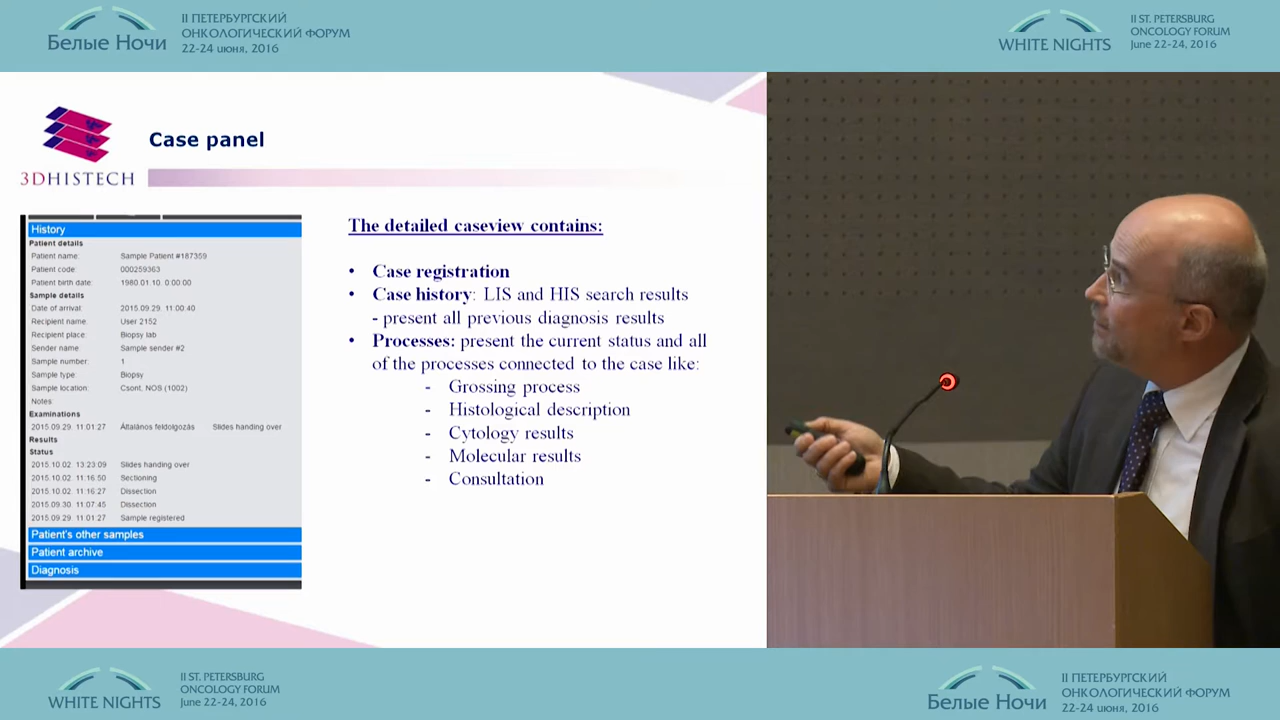 Белые Ночи
II ПЕТЕРБУРГСКИЙ
ОНКОЛОГИЧЕСКИЙ ФОРУМ
22-24 июня, 2016
WHITE NIGHTS
II ST. PETERSBURG
ONCOLOGY FORUM
June 22-24, 2016
3DHISTECH
Case panel
History
Patient details
Patient name: Sample Patient #187359
Patient code: 000259363
Patient birth date: 1980.01.10. 0:00:00
Sample details
Date of arrival: 2015.09.29. 11:00:40
Recipient name: User 2152
Recipient place: Biopsy lab
Sender name: Sample sender #2
Sample number: 1
Sample type: Biopsy
Sample location: Csont, NOS (1002)
Notes:
Examinations
2015.09.29. 11:01:27 Általános feldolgozás Slides handing over
Results
Status
2015.10.02. 13:23:09 Slides handing over
2015.10.02. 11:16:50 Sectioning
2015.10.02. 11:16:27 Dissection
2015.09.30. 11:07:45 Dissection
2015.09.29. 11:01:27 Sample registered
Patient's other samples
Patient archive
Diagnosis
The detailed caseview contains:
• Case registration
• Case history: LIS and HIS search results
- present all previous diagnosis results
• Processes: present the current status and all
of the processes connected to the case like:
- Grossing process
- Histological description
- Cytology results
- Molecular results
- Consultation
WHITE NIGHTS
II ST. PETERSBURG
ONCOLOGY FORUM
June 22-24, 2016
Белые Ночи
II ПЕТЕРБУРГСКИЙ
ОНКОЛОГИЧЕСКИЙ ФОРУМ
22-24 июня, 2016